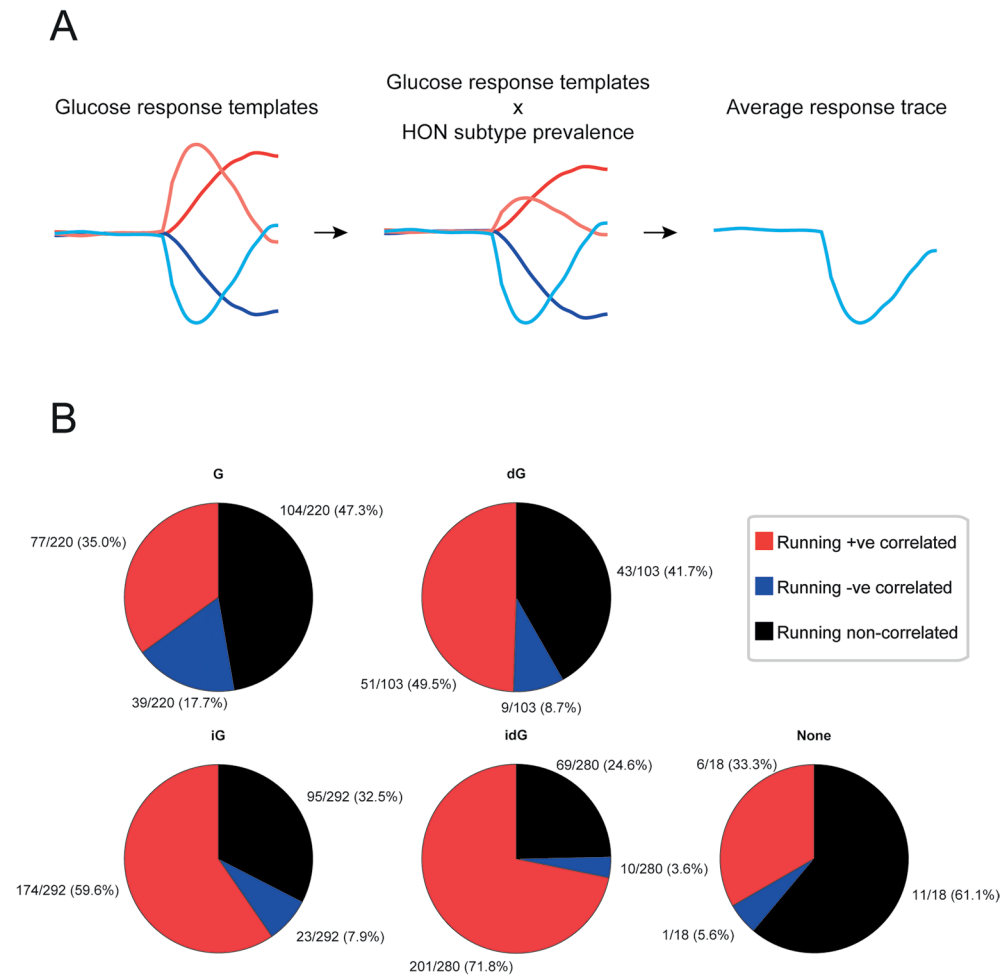 A
Glucose response templates
Glucose response templates
x
HON subtype prevalence
Average response trace
B
G
104/220 (47.3%)
77/220 (35.0%)
39/220 (17.7%)
dG
43/103 (41.7%)
51/103 (49.5%)
9/103 (8.7%)
Running +ve correlated
Running -ve correlated
Running non-correlated
iG
95/292 (32.5%)
174/292 (59.6%)
23/292 (7.9%)
idG
69/280 (24.6%)
10/280 (3.6%)
201/280 (71.8%)
None
6/18 (33.3%)
11/18 (61.1%)
1/18 (5.6%)